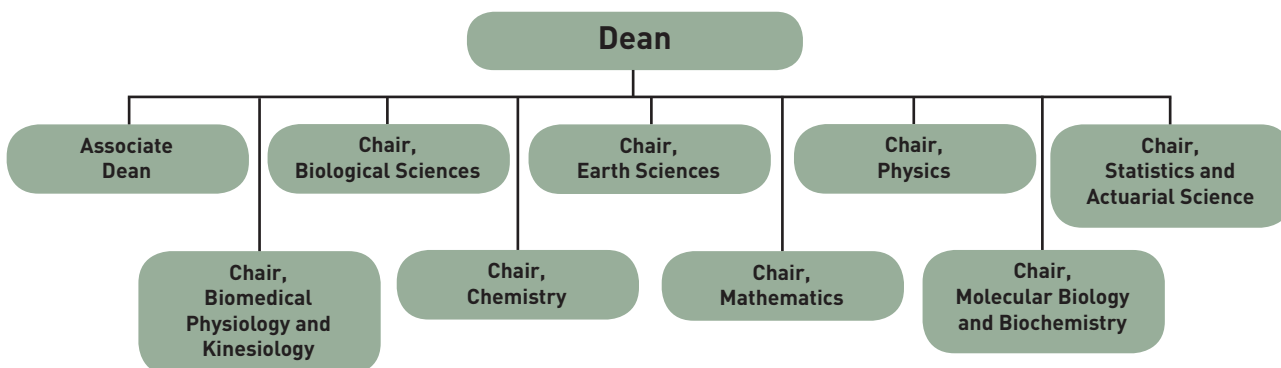 Dean
Associate
Dean
Chair,
Biological Sciences
Chair,
Earth Sciences
Chair,
Physics
Chair,
Statistics and
Actuarial Science
Chair,
Biomedical
Physiology and
Kinesiology
Chair,
Chemistry
Chair,
Mathematics
Chair,
Molecular Biology
and Biochemistry